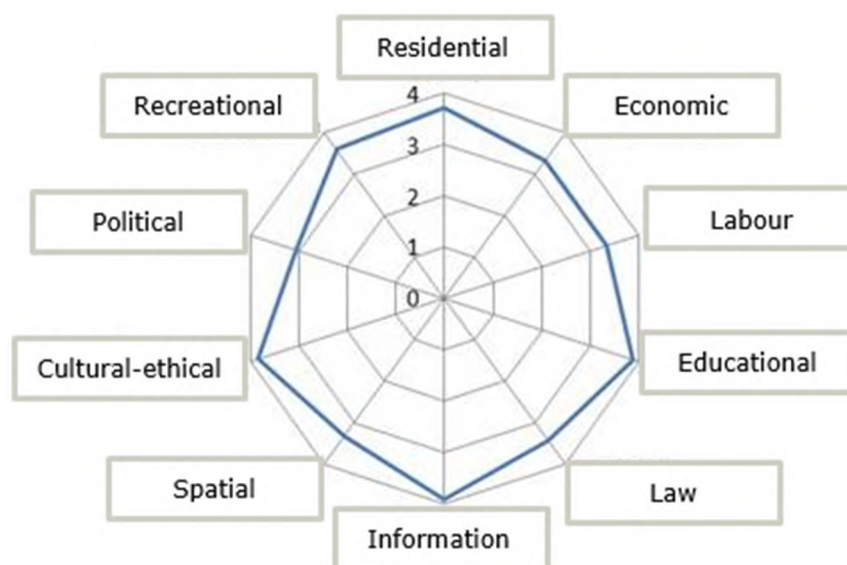 Residential
Recreational
Economic
4
3
2
1
0
Political
Labour
Cultural-ethical
Educational
Spatial
Law
Information